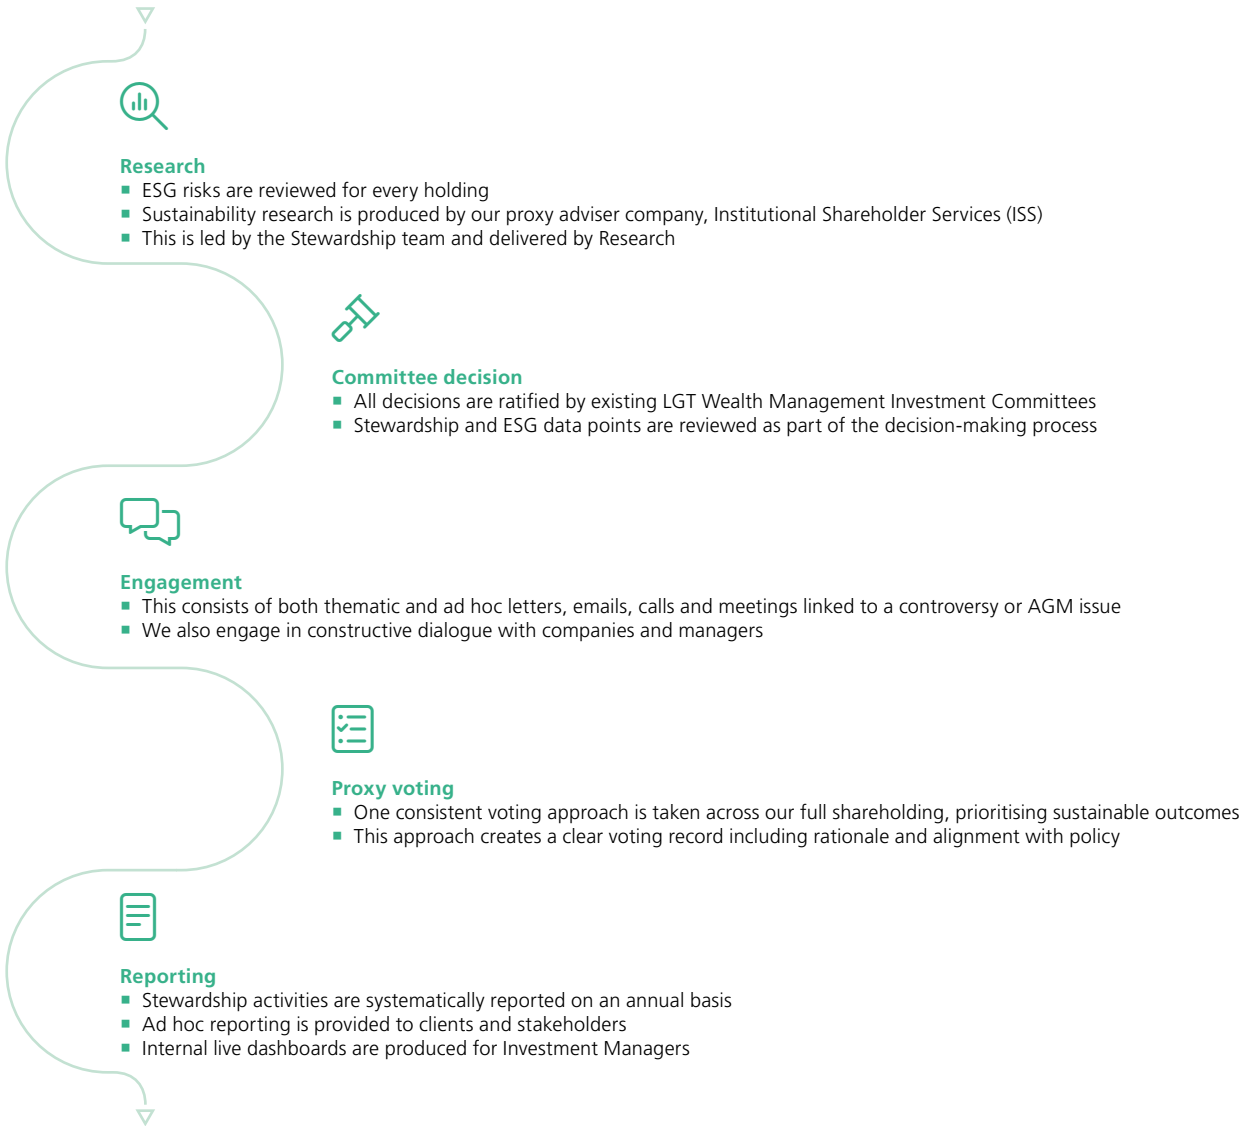 Research
▪ ESG risks are reviewed for every holding
▪ Sustainability research is produced by our proxy adviser company, Institutional Shareholder Services (ISS)
▪ This is led by the Stewardship team and delivered by Research
Committee decision
▪ All decisions are ratified by existing LGT Wealth Management Investment Committees
▪ Stewardship and ESG data points are reviewed as part of the decision-making process
Engagement
▪ This consists of both thematic and ad hoc letters, emails, calls and meetings linked to a controversy or AGM issue
▪ We also engage in constructive dialogue with companies and managers
Proxy voting
▪ One consistent voting approach is taken across our full shareholding, prioritising sustainable outcomes
▪ This approach creates a clear voting record including rationale and alignment with policy
Reporting
▪ Stewardship activities are systematically reported on an annual basis
▪ Ad hoc reporting is provided to clients and stakeholders
▪ Internal live dashboards are produced for Investment Managers